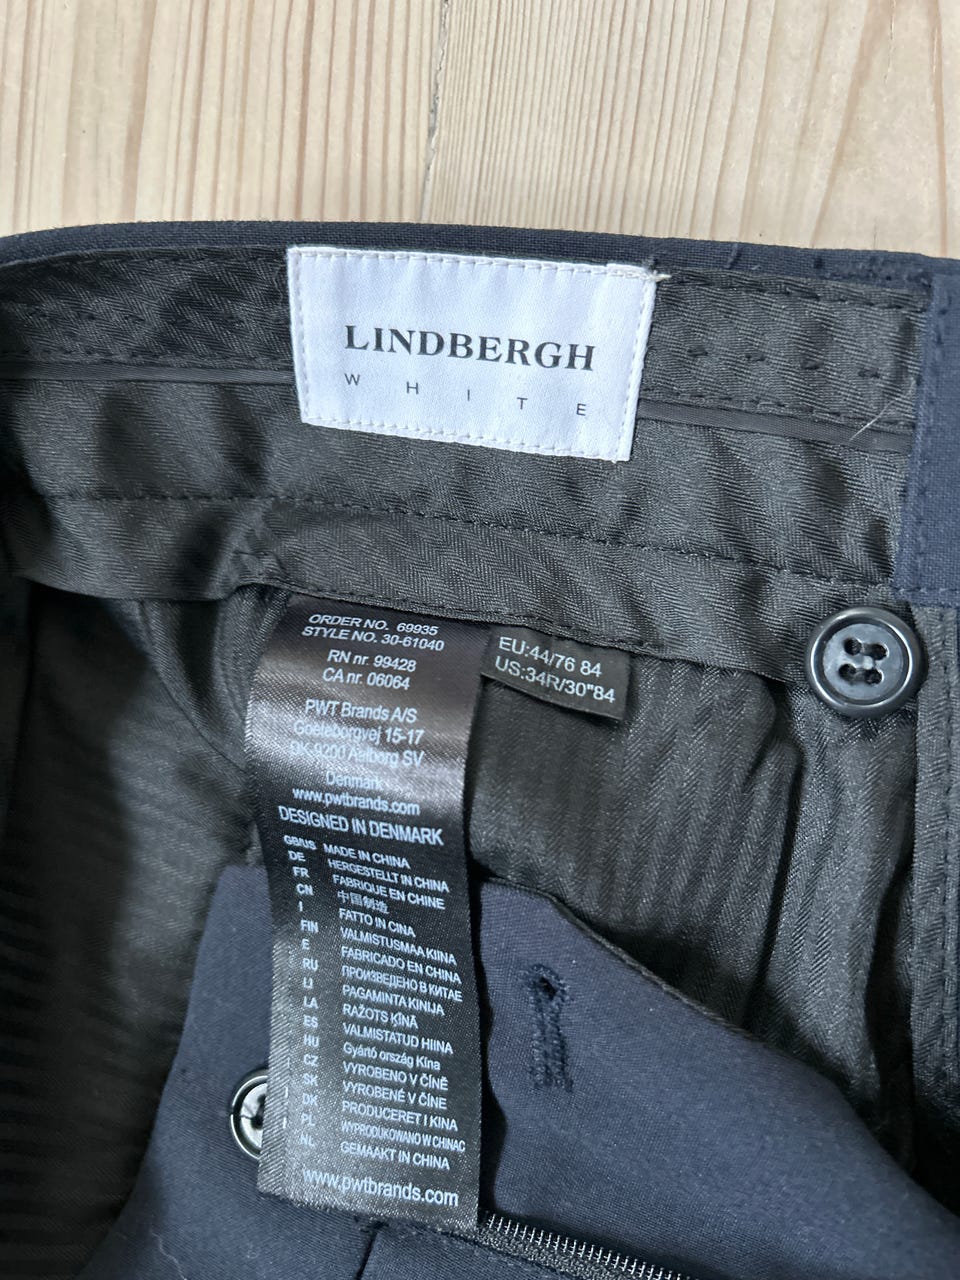 LINDBERGH
WHITE
ORDER NO. 69935
STYLE NO. 30-61040
RN nr. 99428
CA nr. 06064
PWT Brands A/S
Goeteborgvej 15-17
DK-9200 Aalborg SV
Denmark
www.pwtbrands.com
DESIGNED IN DENMARK
GB/US MADE IN CHINA
DE HERGESTELLT IN CHINA
FR FABRIQUE EN CHINE
CN 中国制造
I FATTO IN CINA
FIN VALMISTUSMAA KIINA
E FABRICADO EN CHINA
RU ПРОИЗВЕДЕНО В КИТАЕ
LI PAGAMINTA KINIJA
LA RAŽOTS ĶĪNĀ
ES VALMISTATUD HIINA
HU Gyártó ország Kína
CZ VYROBENO V ČÍNĚ
SK VYROBENÉ V ČÍNE
DK PRODUCERET I KINA
PL WYPRODUKOWANO W CHINAC
NL GEMAAKT IN CHINA
www.pwtbrands.com
EU:44/76 84
US:34R/30"84